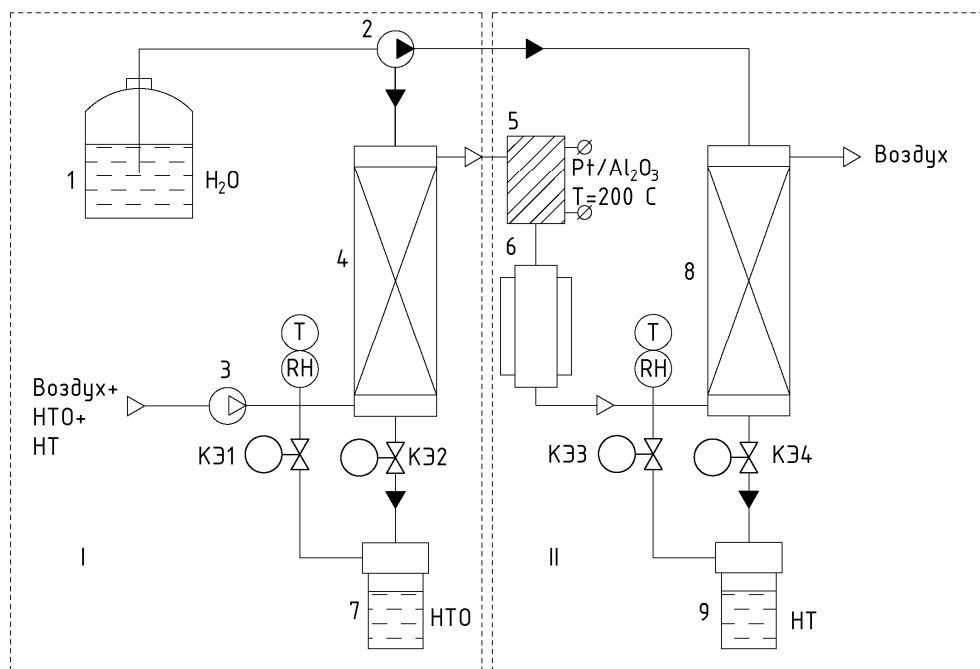 2
5
Воздух
Pt/Al₂O₃
T=200 C
1
H₂O
6
4
8
T
RH
T
RH
3
Воздух+
HTO+
HT
КЭ1
КЭ2
КЭ3
КЭ4
I
II
7
HTO
9
HT